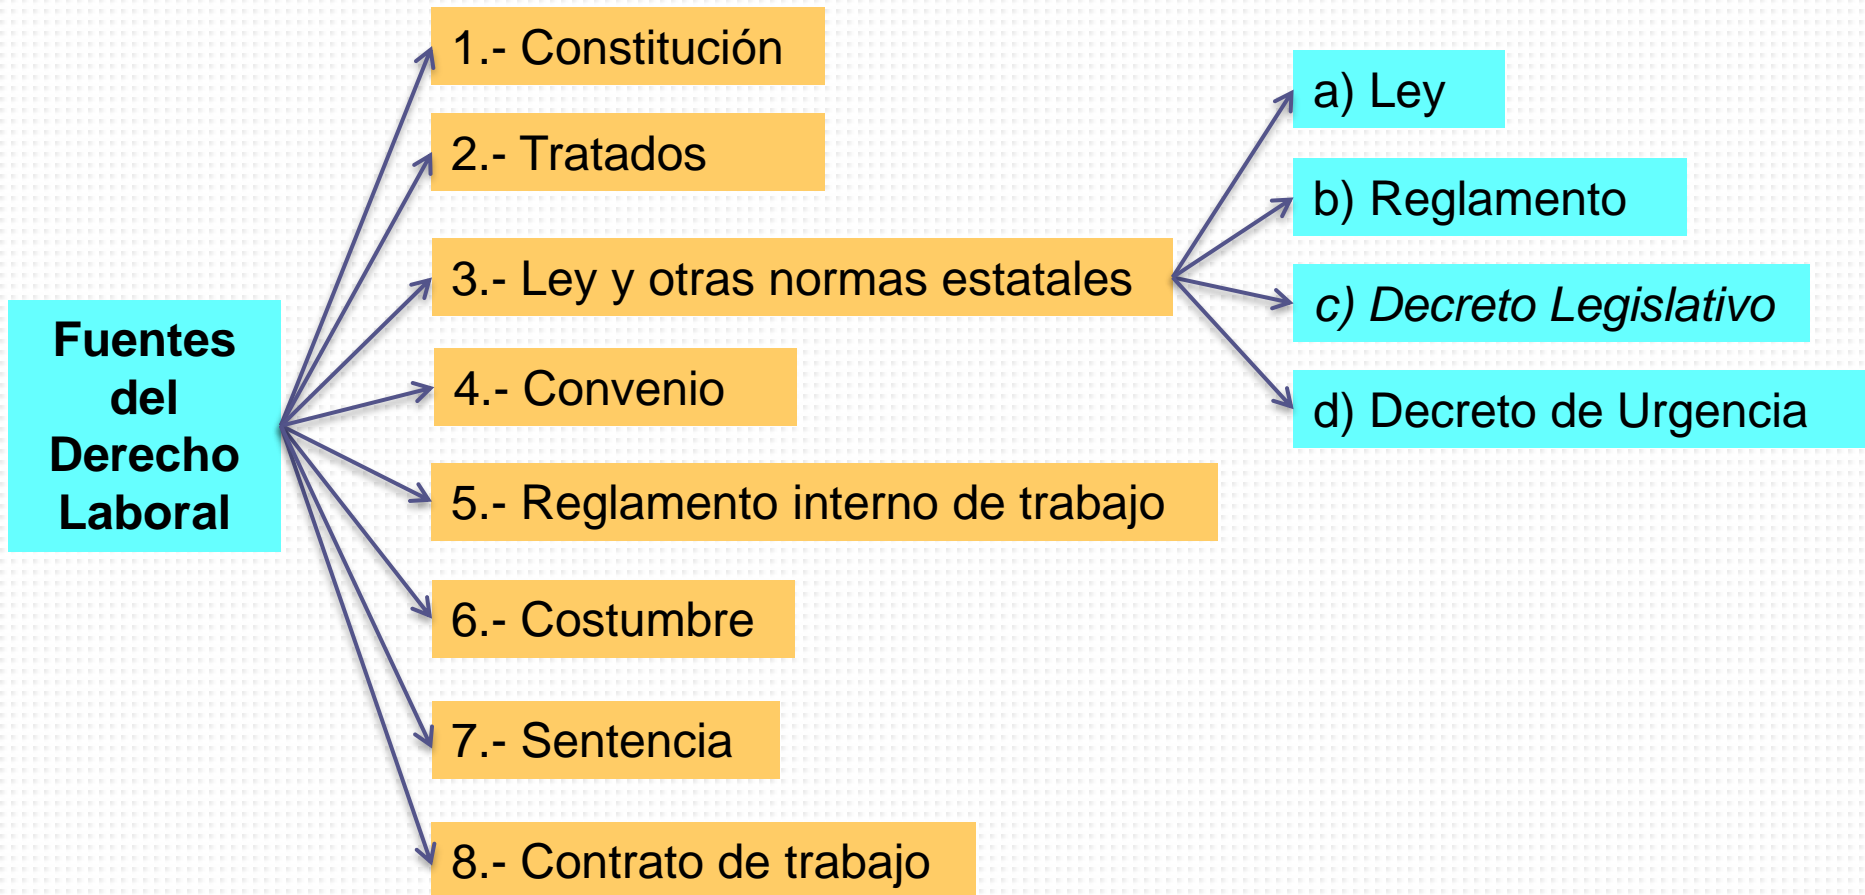 Fuentes
del
Derecho
Laboral
1.- Constitución
2.- Tratados
3.- Ley y otras normas estatales
4.- Convenio
5.- Reglamento interno de trabajo
6.- Costumbre
7.- Sentencia
8.- Contrato de trabajo
a) Ley
b) Reglamento
c) Decreto Legislativo
d) Decreto de Urgencia